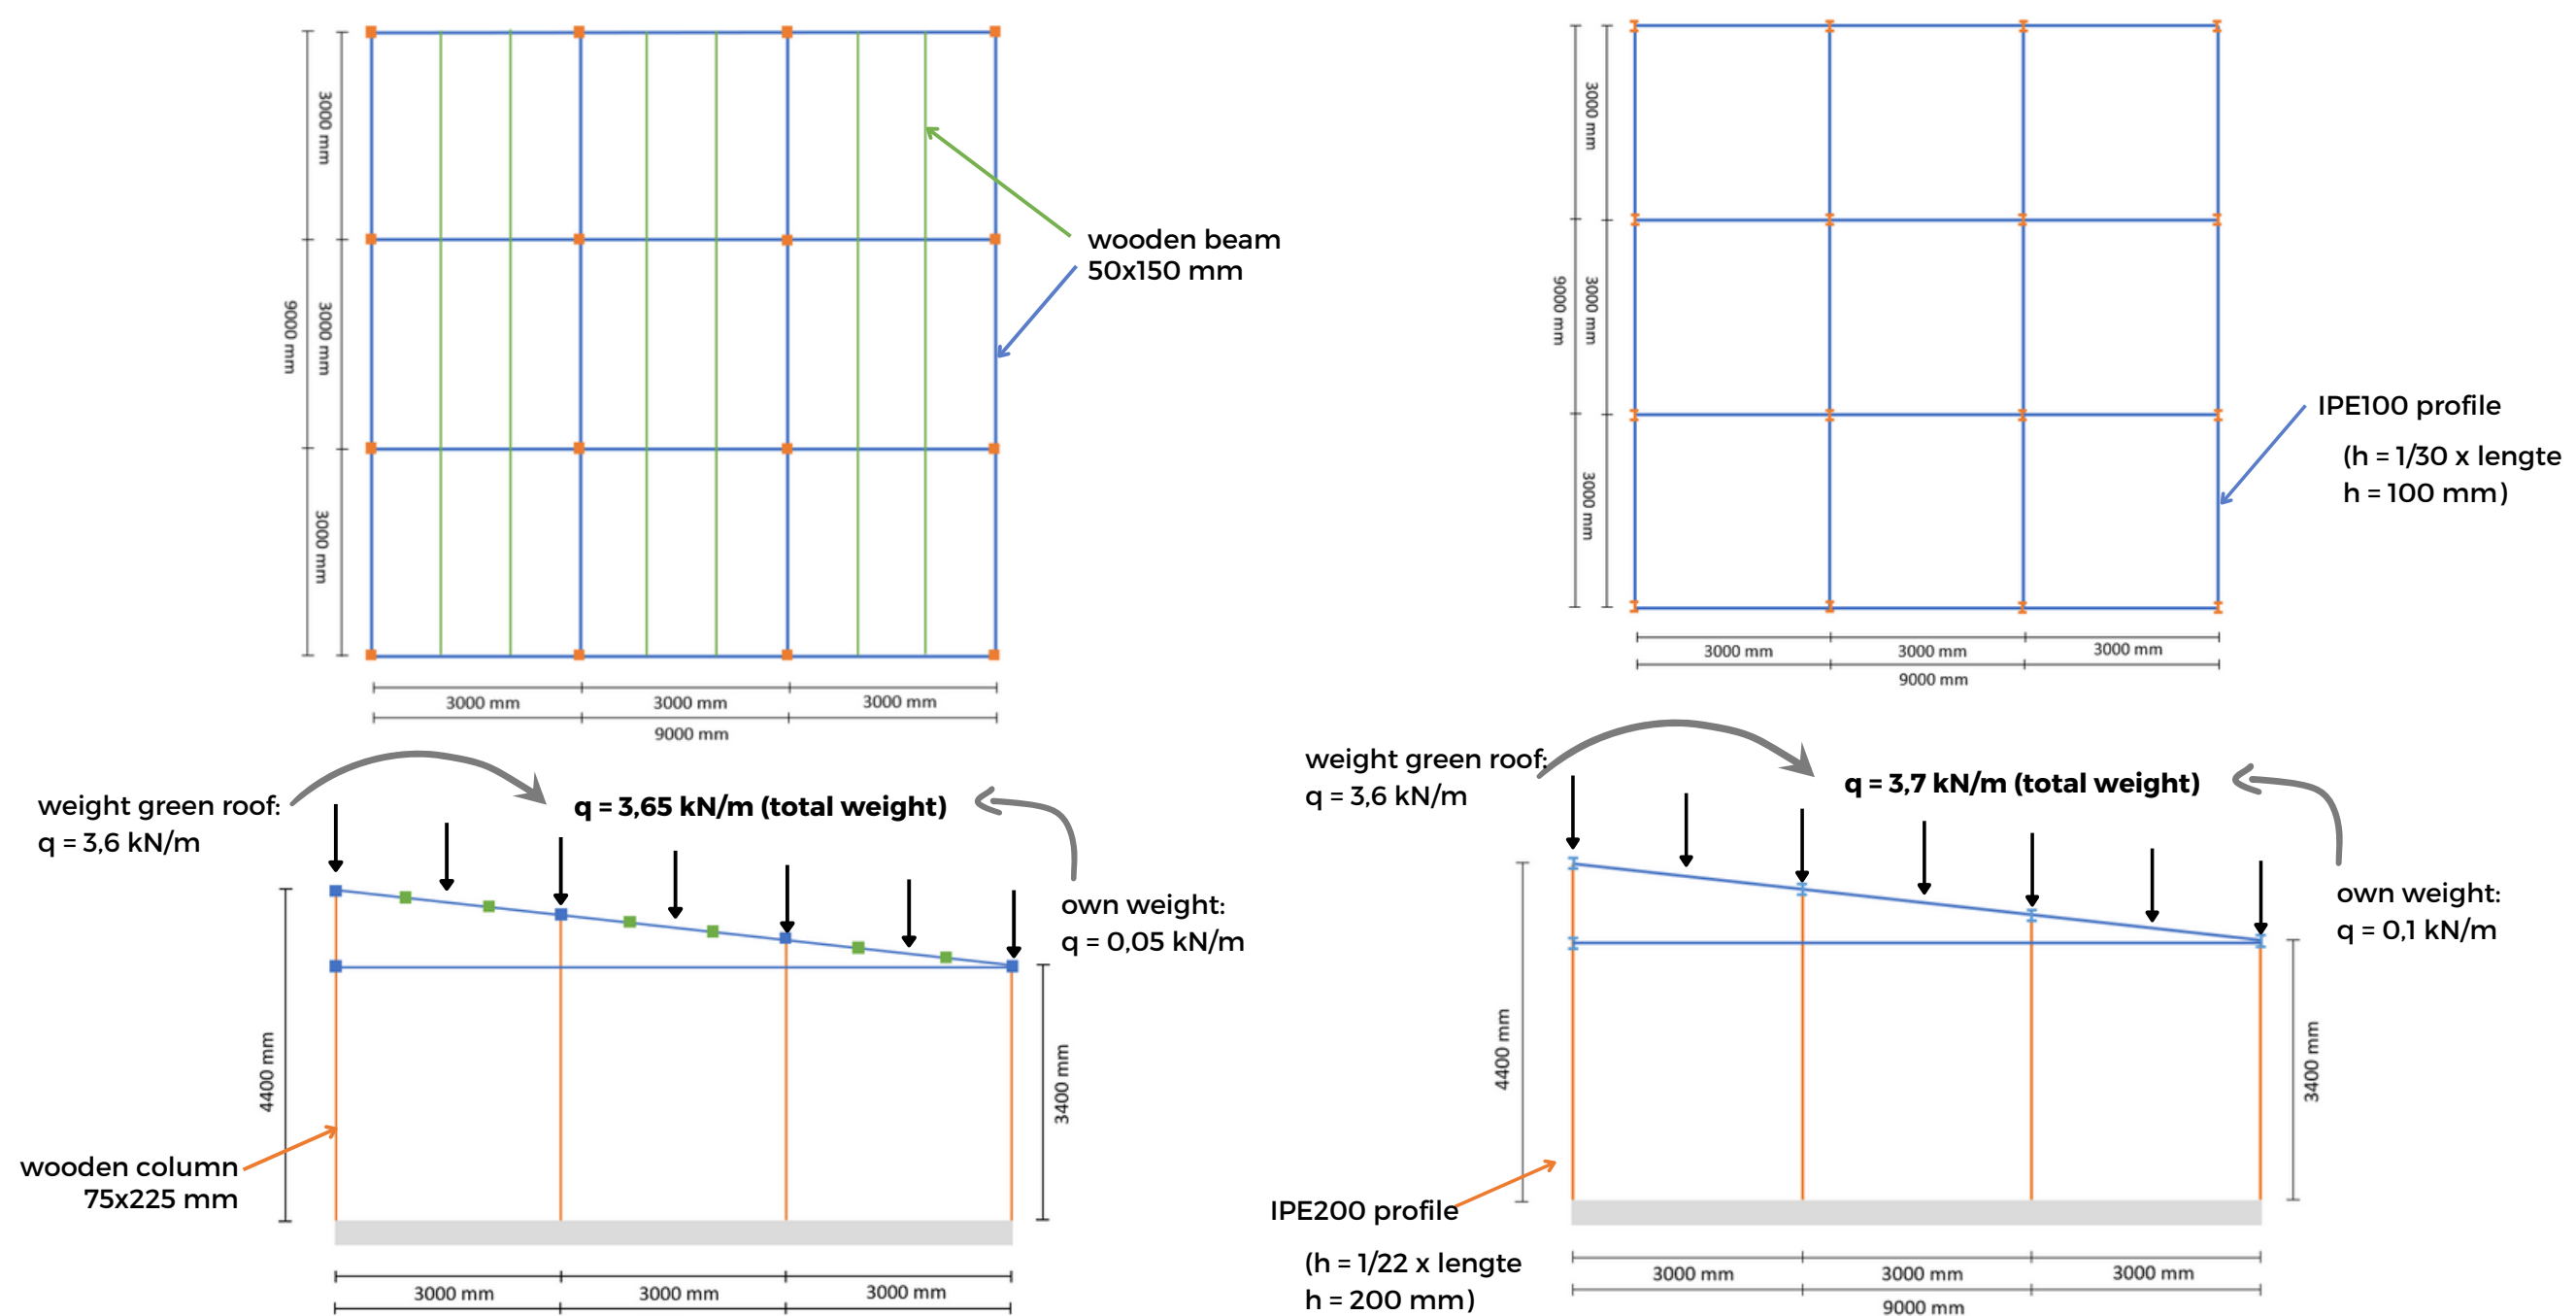 3000 mm
3000 mm
9000 mm
3000 mm
wooden beam
50x150 mm
3000 mm
3000 mm
3000 mm
9000 mm
3000 mm
9000 mm
3000 mm
3000 mm
IPE100 profile
(h = 1/30 x lengte
h = 100 mm)
3000 mm
3000 mm
3000 mm
9000 mm
weight green roof:
q = 3,6 kN/m
q = 3,65 kN/m (total weight)
own weight:
q = 0,05 kN/m
4400 mm
3400 mm
wooden column
75x225 mm
3000 mm
3000 mm
3000 mm
weight green roof:
q = 3,6 kN/m
q = 3,7 kN/m (total weight)
own weight:
q = 0,1 kN/m
4400 mm
3400 mm
IPE200 profile
(h = 1/22 x lengte
h = 200 mm)
3000 mm
3000 mm
3000 mm
9000 mm